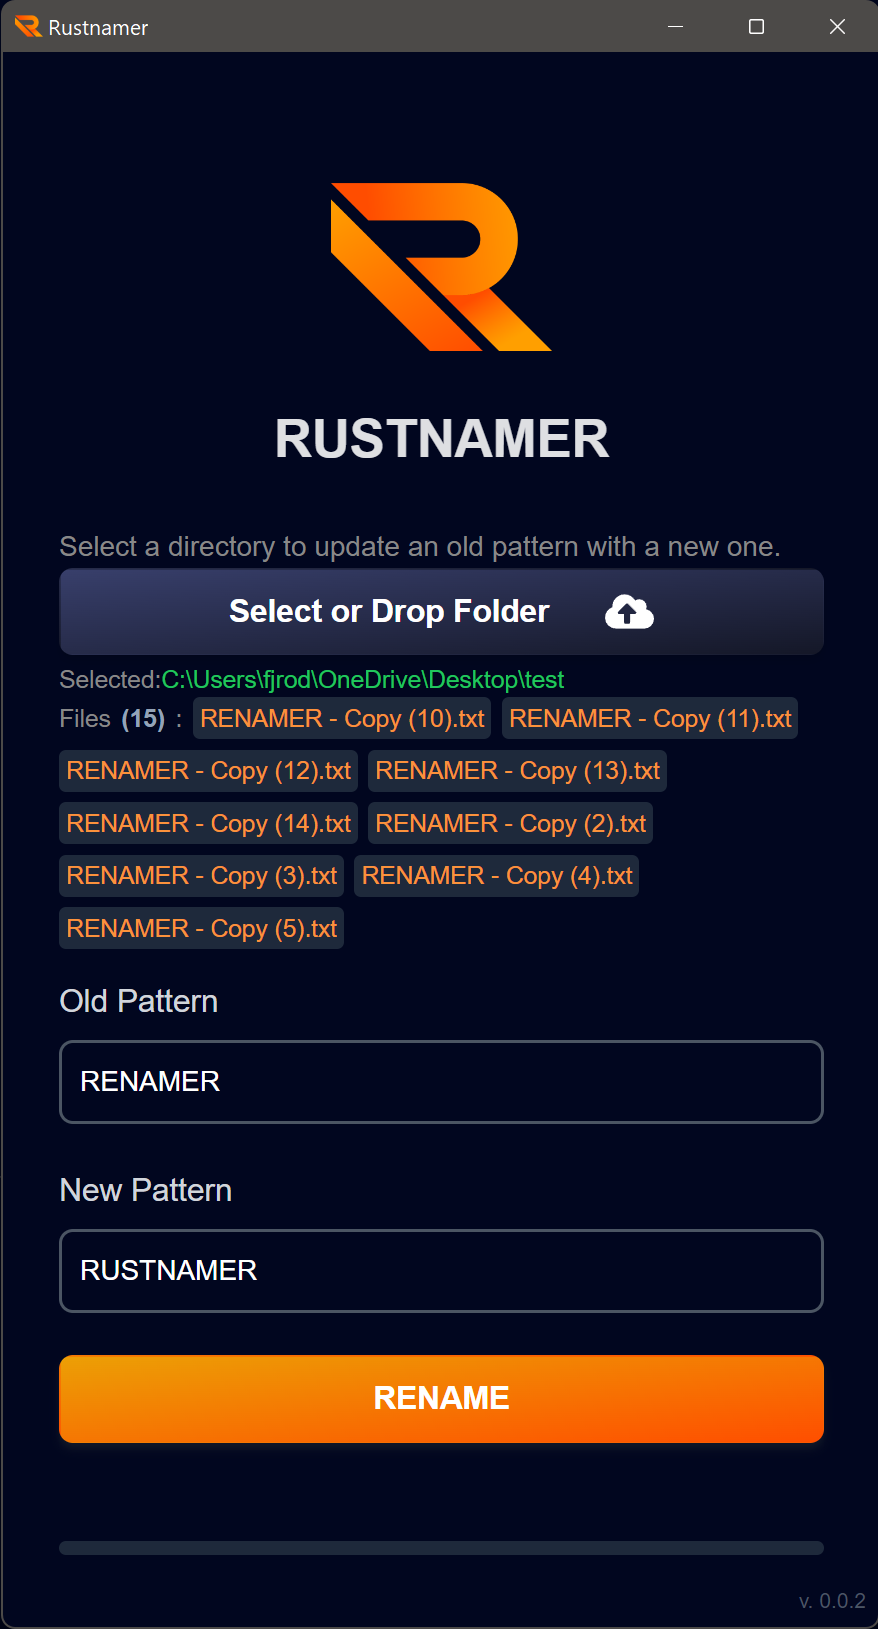 Rustnamer
RUSTNAMER
Select a directory to update an old pattern with a new one.
Select or Drop Folder
Selected:C:\Users\fjrod\OneDrive\Desktop\test
Files (15) : RENAMER - Copy (10).txt RENAMER - Copy (11).txt
RENAMER - Copy (12).txt RENAMER - Copy (13).txt
RENAMER - Copy (14).txt RENAMER - Copy (2).txt
RENAMER - Copy (3).txt RENAMER - Copy (4).txt
RENAMER - Copy (5).txt
Old Pattern
RENAMER
New Pattern
RUSTNAMER
RENAME
v. 0.0.2